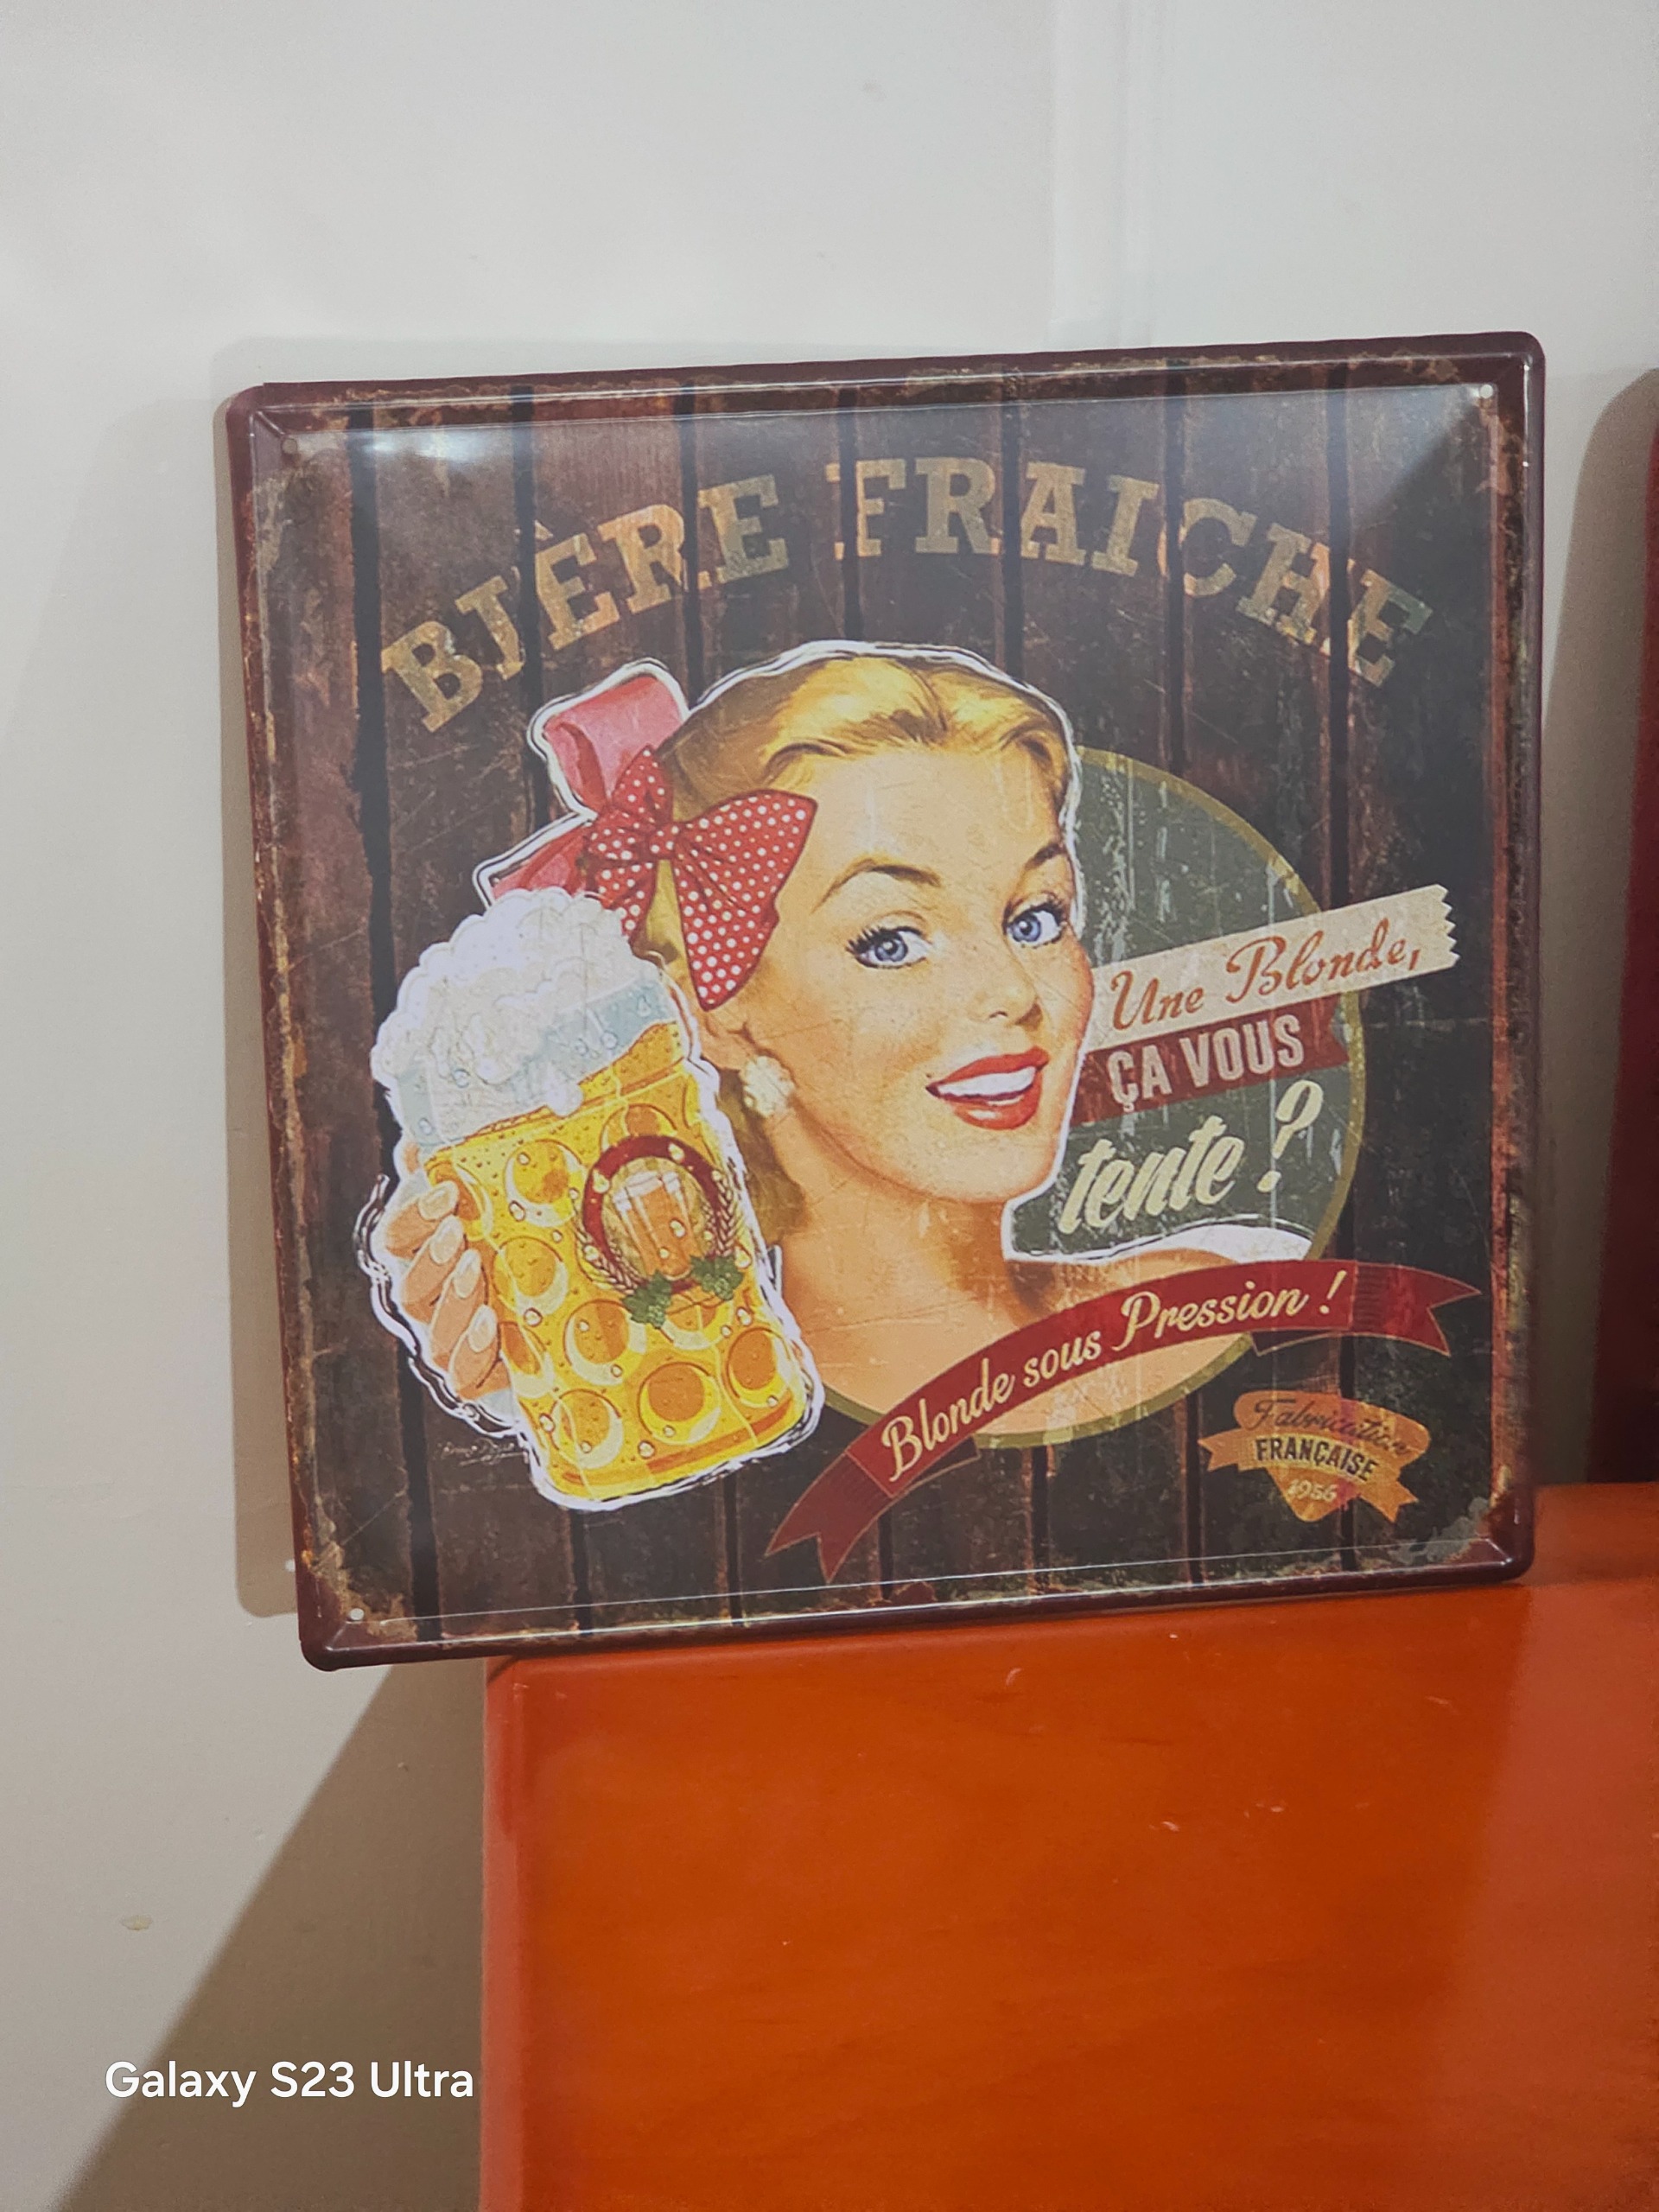 BIÈRE FRAICHE
Une Blonde,
ÇA VOUS
tente ?
Blonde sous Pression !
Fabrication
FRANÇAISE
1956
Galaxy S23 Ultra